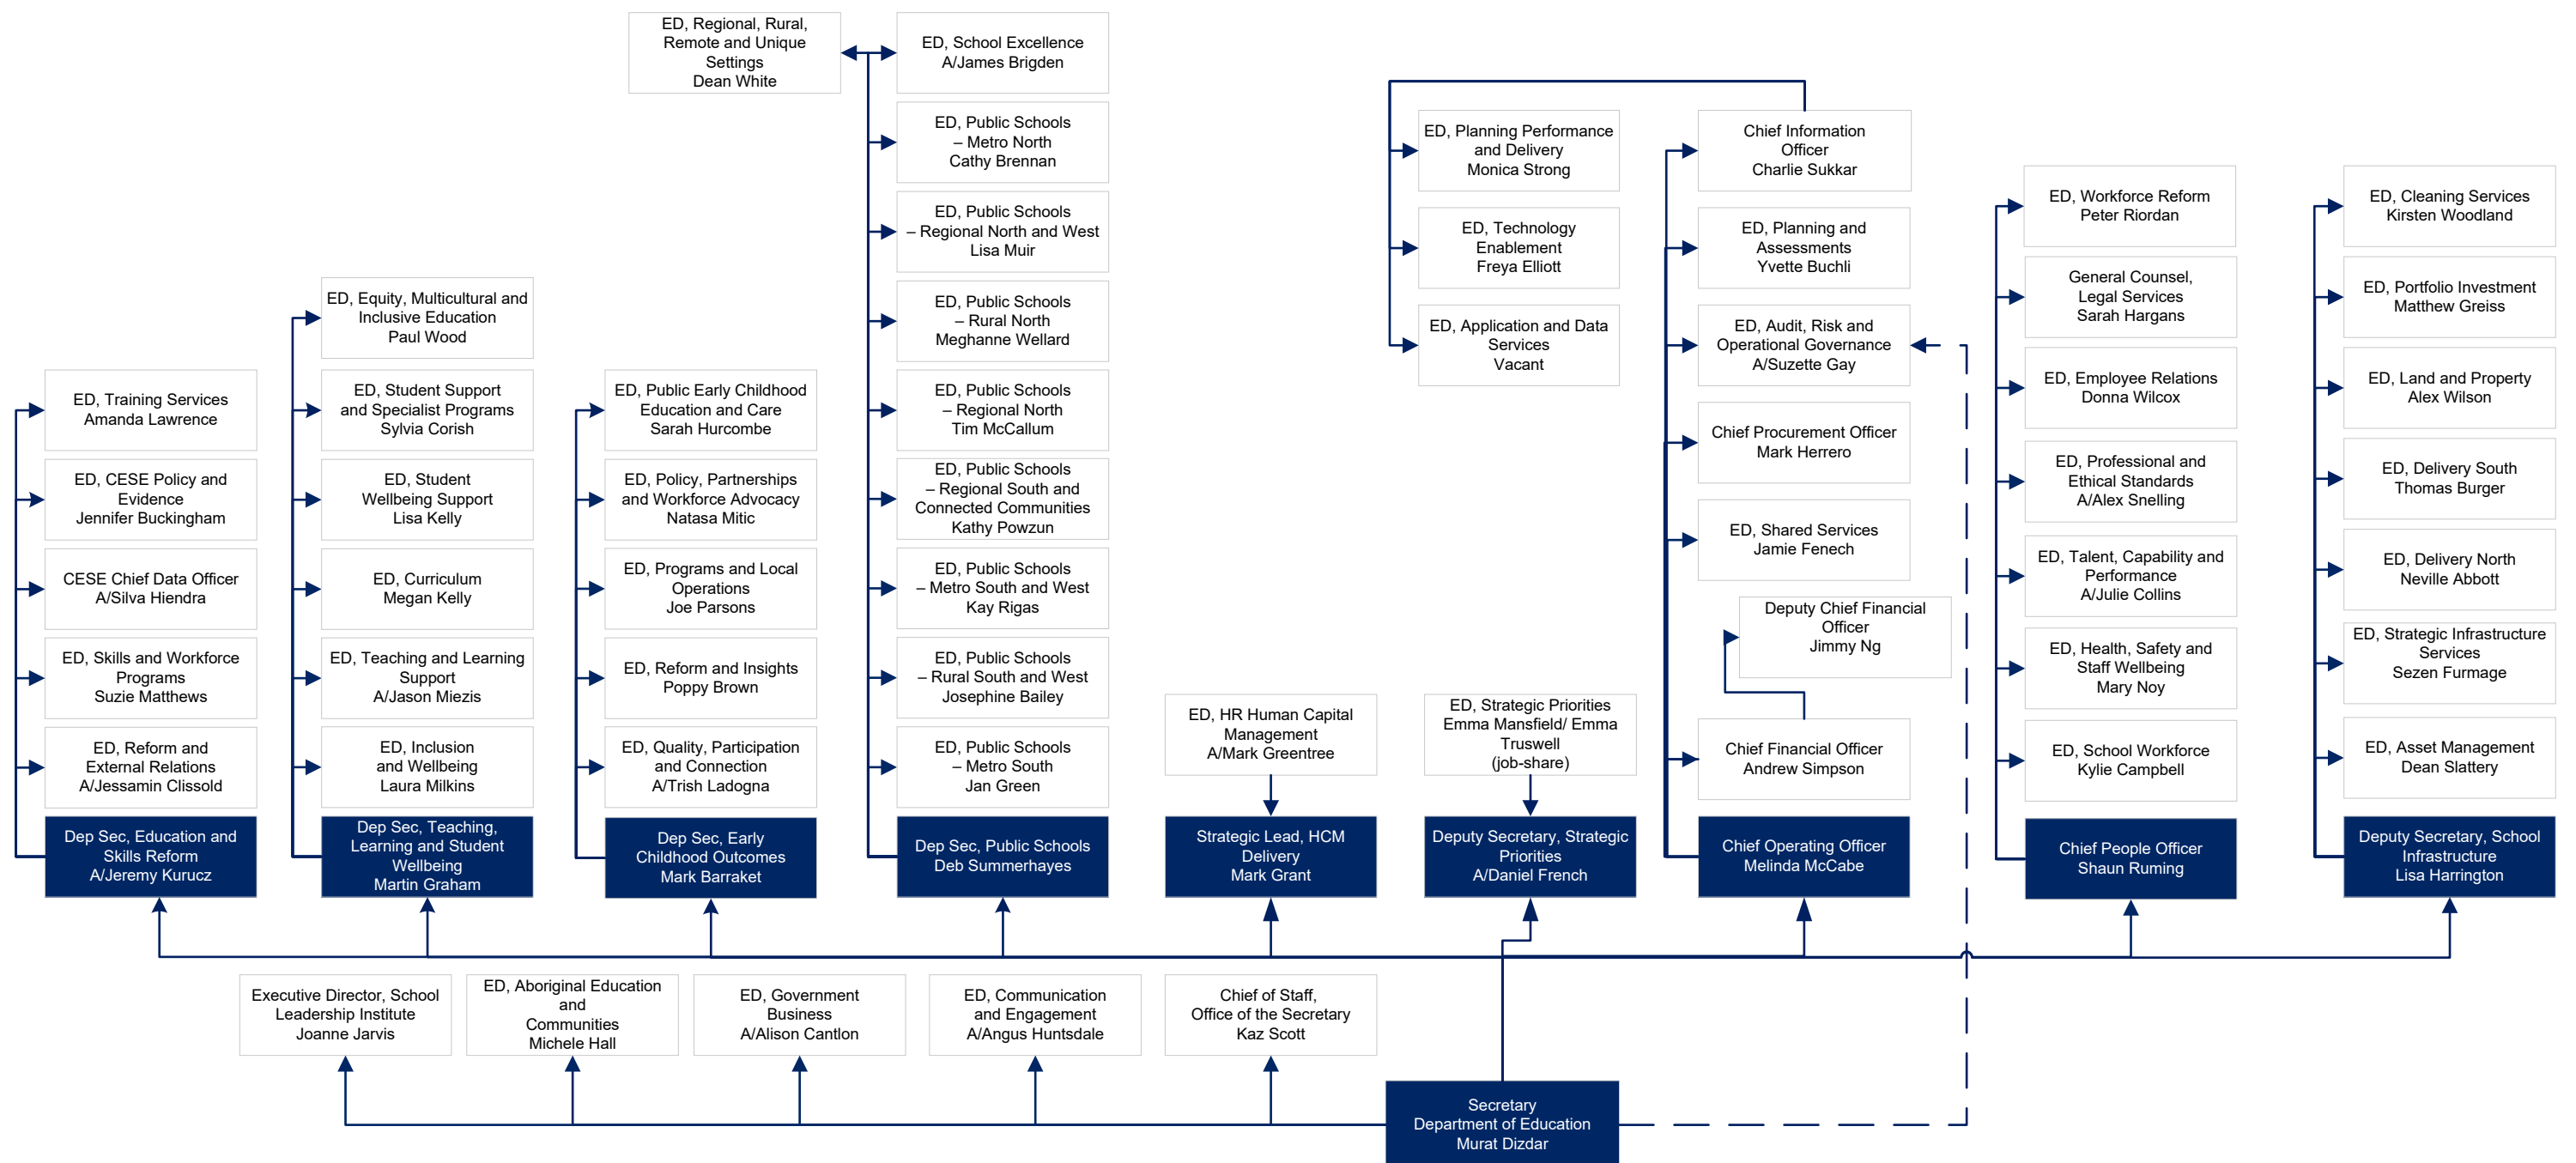 ED, Regional, Rural,
Remote and Unique
Settings
Dean White
ED, School Excellence
A/James Brigden
ED, Public Schools
– Metro North
Cathy Brennan
ED, Public Schools
– Regional North and West
Lisa Muir
ED, Public Schools
– Rural North
Meghanne Wellard
ED, Public Schools
– Regional North
Tim McCallum
ED, Public Schools
– Regional South and
Connected Communities
Kathy Powzun
ED, Public Schools
– Metro South and West
Kay Rigas
ED, Public Schools
– Rural South and West
Josephine Bailey
ED, Public Schools
– Metro South
Jan Green
Dep Sec, Public Schools
Deb Summerhayes
ED, Training Services
Amanda Lawrence
ED, CESE Policy and
Evidence
Jennifer Buckingham
CESE Chief Data Officer
A/Silva Hiendra
ED, Skills and Workforce
Programs
Suzie Matthews
ED, Reform and
External Relations
A/Jessamin Clissold
Dep Sec, Education and
Skills Reform
A/Jeremy Kurucz
ED, Equity, Multicultural and
Inclusive Education
Paul Wood
ED, Student Support
and Specialist Programs
Sylvia Corish
ED, Student
Wellbeing Support
Lisa Kelly
ED, Curriculum
Megan Kelly
ED, Teaching and Learning
Support
A/Jason Miezis
ED, Inclusion
and Wellbeing
Laura Milkins
Dep Sec, Teaching,
Learning and Student
Wellbeing
Martin Graham
ED, Public Early Childhood
Education and Care
Sarah Hurcombe
ED, Policy, Partnerships
and Workforce Advocacy
Natasa Mitic
ED, Programs and Local
Operations
Joe Parsons
ED, Reform and Insights
Poppy Brown
ED, Quality, Participation
and Connection
A/Trish Ladogna
Dep Sec, Early
Childhood Outcomes
Mark Barraket
ED, HR Human Capital
Management
A/Mark Greentree
Strategic Lead, HCM
Delivery
Mark Grant
ED, Strategic Priorities
Emma Mansfield/ Emma
Truswell
(job-share)
Deputy Secretary, Strategic
Priorities
A/Daniel French
ED, Planning Performance
and Delivery
Monica Strong
ED, Technology
Enablement
Freya Elliott
ED, Application and Data
Services
Vacant
Chief Information
Officer
Charlie Sukkar
ED, Planning and
Assessments
Yvette Buchli
ED, Audit, Risk and
Operational Governance
A/Suzette Gay
Chief Procurement Officer
Mark Herrero
ED, Shared Services
Jamie Fenech
Deputy Chief Financial
Officer
Jimmy Ng
Chief Financial Officer
Andrew Simpson
Chief Operating Officer
Melinda McCabe
ED, Workforce Reform
Peter Riordan
General Counsel,
Legal Services
Sarah Hargans
ED, Employee Relations
Donna Wilcox
ED, Professional and
Ethical Standards
A/Alex Snelling
ED, Talent, Capability and
Performance
A/Julie Collins
ED, Health, Safety and
Staff Wellbeing
Mary Noy
ED, School Workforce
Kylie Campbell
Chief People Officer
Shaun Ruming
ED, Cleaning Services
Kirsten Woodland
ED, Portfolio Investment
Matthew Greiss
ED, Land and Property
Alex Wilson
ED, Delivery South
Thomas Burger
ED, Delivery North
Neville Abbott
ED, Strategic Infrastructure
Services
Sezen Furmage
ED, Asset Management
Dean Slattery
Deputy Secretary, School
Infrastructure
Lisa Harrington
Executive Director, School
Leadership Institute
Joanne Jarvis
ED, Aboriginal Education
and
Communities
Michele Hall
ED, Government
Business
A/Alison Cantlon
ED, Communication
and Engagement
A/Angus Huntsdale
Chief of Staff,
Office of the Secretary
Kaz Scott
Secretary
Department of Education
Murat Dizdar